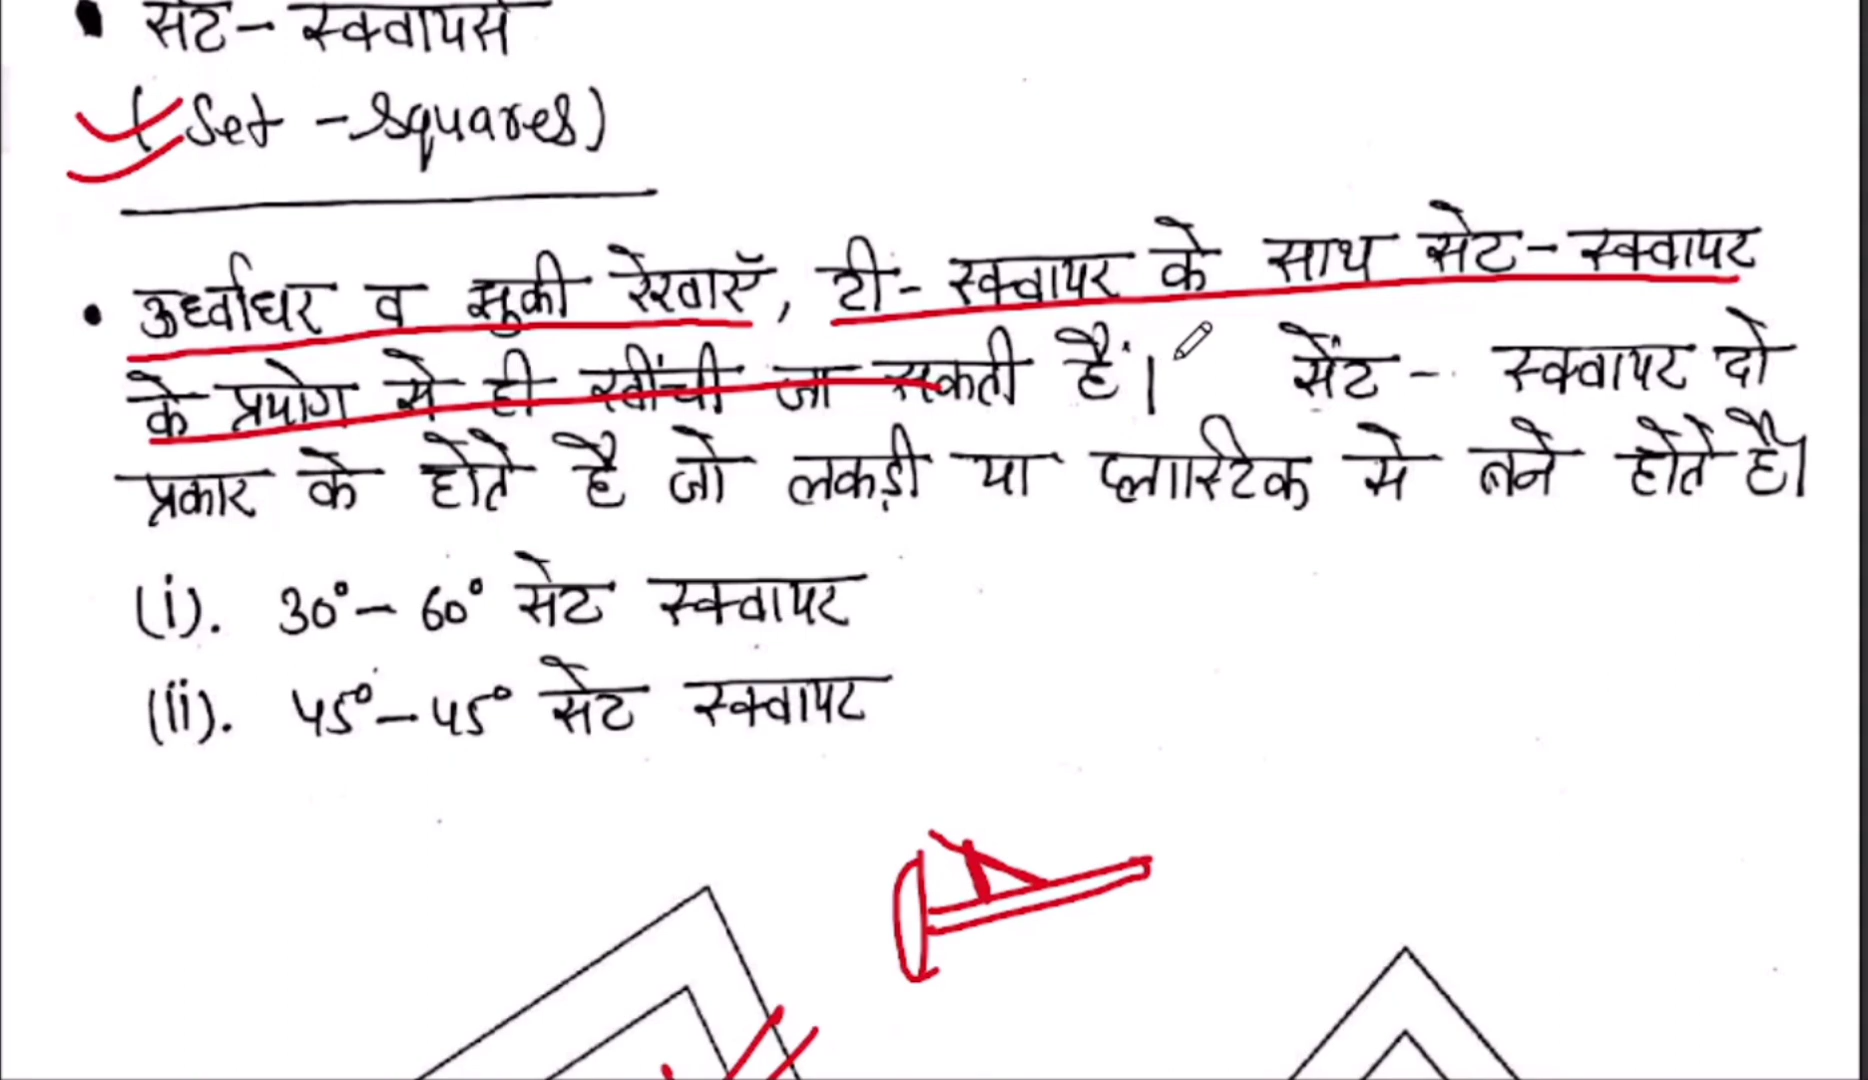 • सेट- स्क्वायर्स
(Set - Squares)
• ऊर्ध्वाधर व झुकी रेखाएँ, टी- स्क्वायर के साथ सेट- स्क्वायर
के प्रयोग से ही खींची जा सकती हैं। सेंट- स्क्वायर दो
प्रकार के होते है जो लकड़ी या प्लास्टिक से बने होते है।
(i). 30°- 60° सेट स्क्वायर
(ii). 45°-45° सेट स्क्वायर